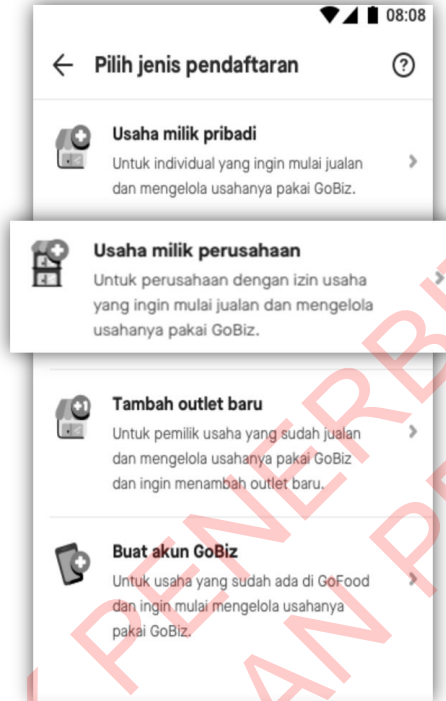 08:08
Pilih jenis pendaftaran
Usaha milik pribadi
Untuk individual yang ingin mulai jualan
dan mengelola usahanya pakai GoBiz.
Usaha milik perusahaan
Untuk perusahaan dengan izin usaha
yang ingin mulai jualan dan mengelola
usahanya pakai GoBiz.
Tambah outlet baru
Untuk pemilik usaha yang sudah jualan
dan mengelola usahanya pakai GoBiz
dan ingin menambah outlet baru.
Buat akun GoBiz
Untuk usaha yang sudah ada di GoFood
dan ingin mulai mengelola usahanya
pakai GoBiz.